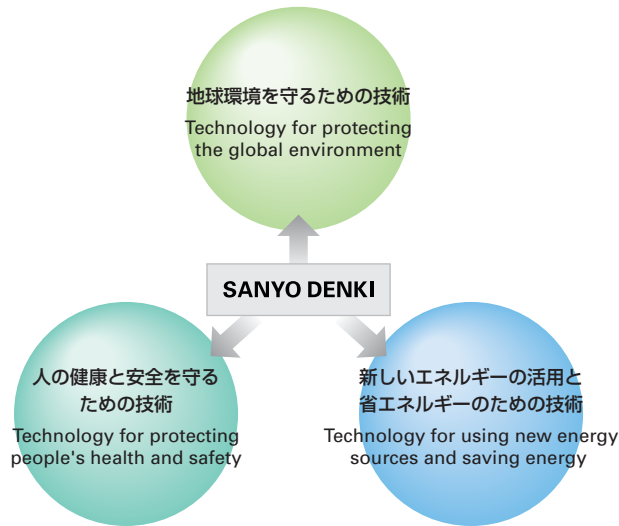 地球環境を守るための技術
Technology for protecting
the global environment
SANYO DENKI
人の健康と安全を守る
ための技術
Technology for protecting
people's health and safety
新しいエネルギーの活用と
省エネルギーのための技術
Technology for using new energy
sources and saving energy